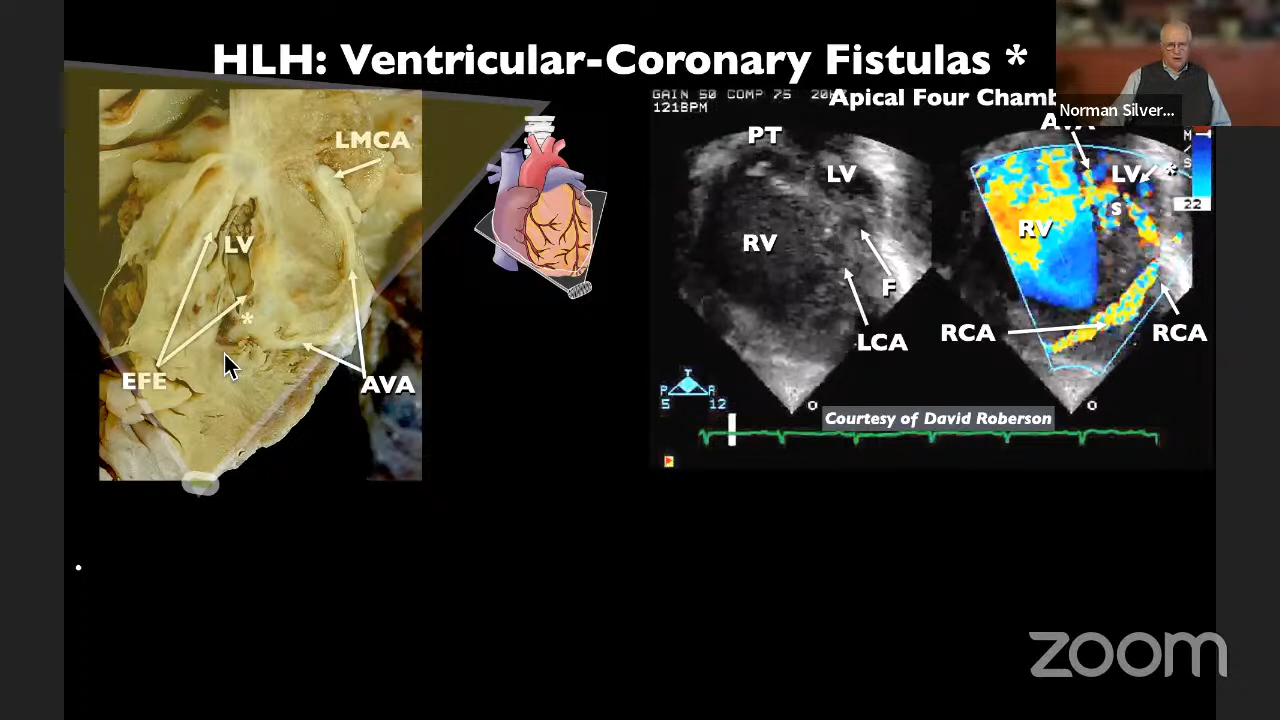 HLH: Ventricular-Coronary Fistulas *
Norman Silver...
LMCA
LV
*
EFE
AVA
GAIN 50 COMP 75
121BPM
Apical Four Chamb
PT
LV
RV
F
LCA
LV
*
S
RV
22
RCA
RCA
P T R
5 12
Courtesy of David Roberson
zoom